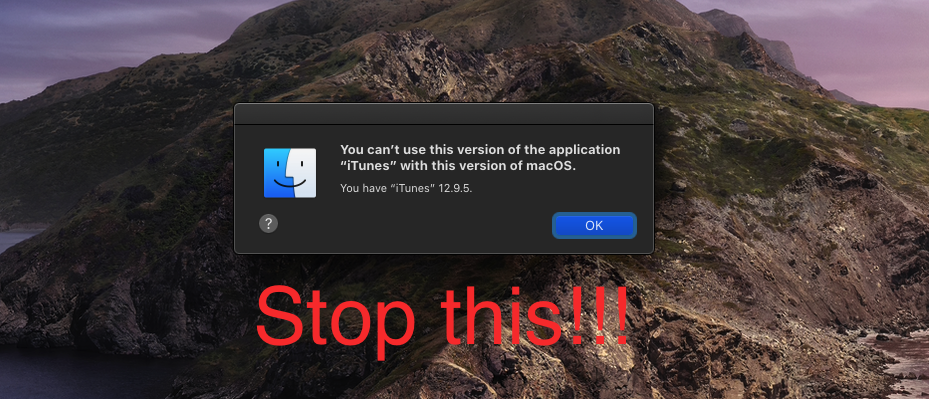 You can’t use this version of the application
“iTunes” with this version of macOS.
You have “iTunes” 12.9.5.
?
OK
Stop this!!!